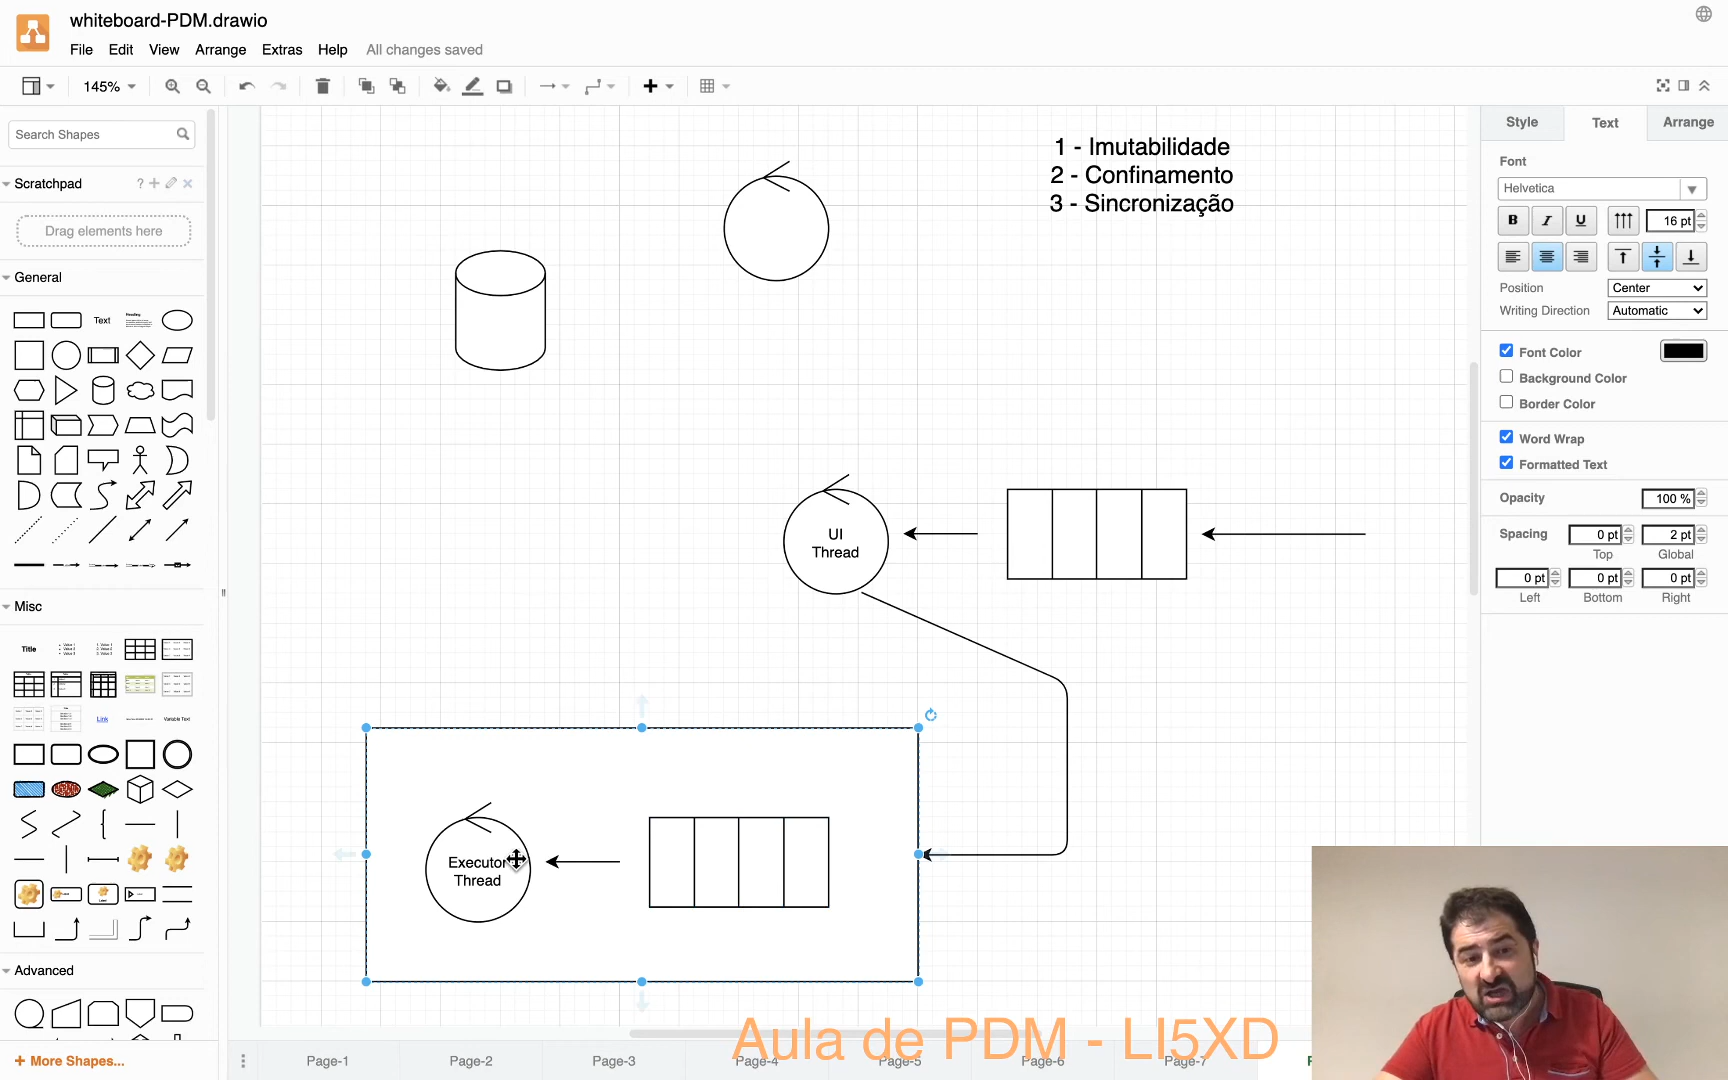 whiteboard-PDM.drawio
File Edit View Arrange Extras Help All changes saved
145%
Search Shapes
Scratchpad
?
Drag elements here
General
Text
Heading
Misc
Title
Link
Variable Text
Advanced
+ More Shapes...
1 - Imutabilidade
2 - Confinamento
3 - Sincronização
UI
Thread
Executor
Thread
Style Text Arrange
Font
Helvetica
B I U 16 pt
Position Center
Writing Direction Automatic
Font Color
Background Color
Border Color
Word Wrap
Formatted Text
Opacity 100 %
Spacing 0 pt 2 pt
Top Global
0 pt 0 pt 0 pt
Left Bottom Right
Aula de PDM - LI5XD
Page-1 Page-2 Page-3 Page-4 Page-5 Page-6 Page-7